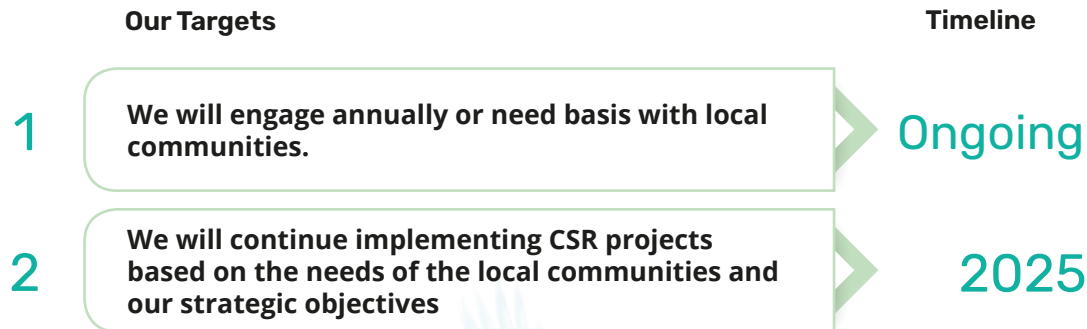 Our Targets Timeline
1
We will engage annually or need basis with local
communities.
Ongoing
2
We will continue implementing CSR projects
based on the needs of the local communities and
our strategic objectives
2025